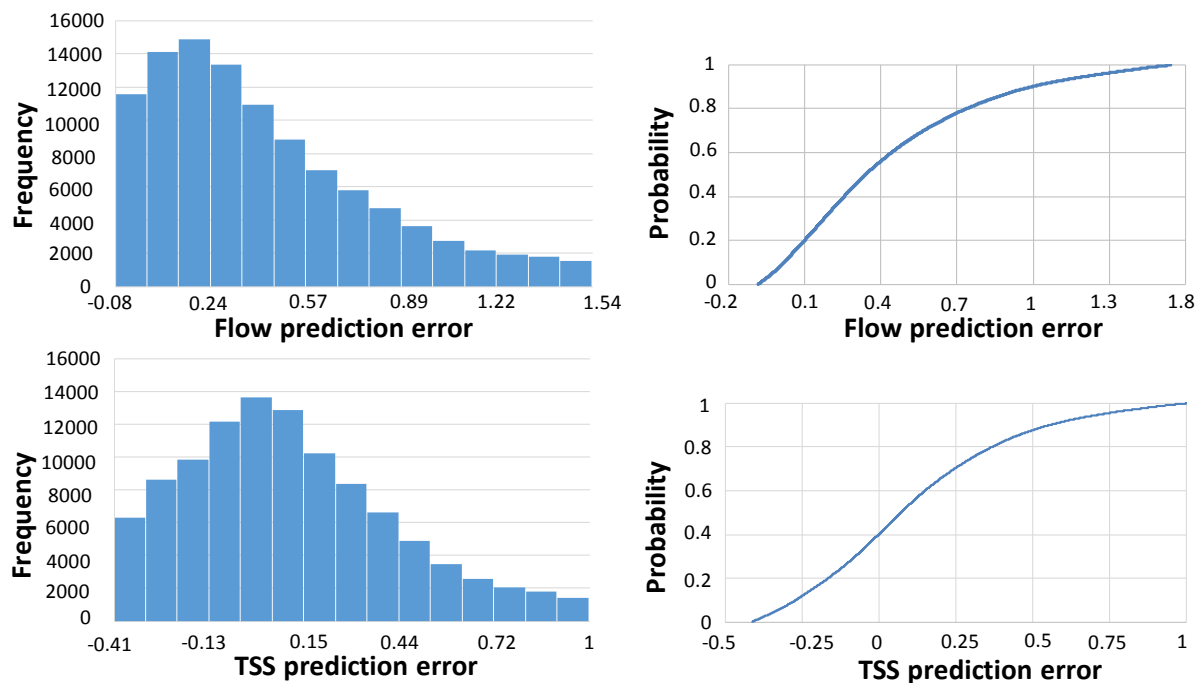 16000
14000
12000
10000
8000
6000
4000
2000
0
Frequency
-0.08 0.24 0.57 0.89 1.22 1.54
Flow prediction error
1
0.8
0.6
0.4
0.2
0
Probability
-0.2 0.1 0.4 0.7 1 1.3 1.8
Flow prediction error
16000
14000
12000
10000
8000
6000
4000
2000
0
Frequency
-0.41 -0.13 0.15 0.44 0.72 1
TSS prediction error
1
0.8
0.6
0.4
0.2
0
Probability
-0.5 -0.25 0 0.25 0.5 0.75 1
TSS prediction error